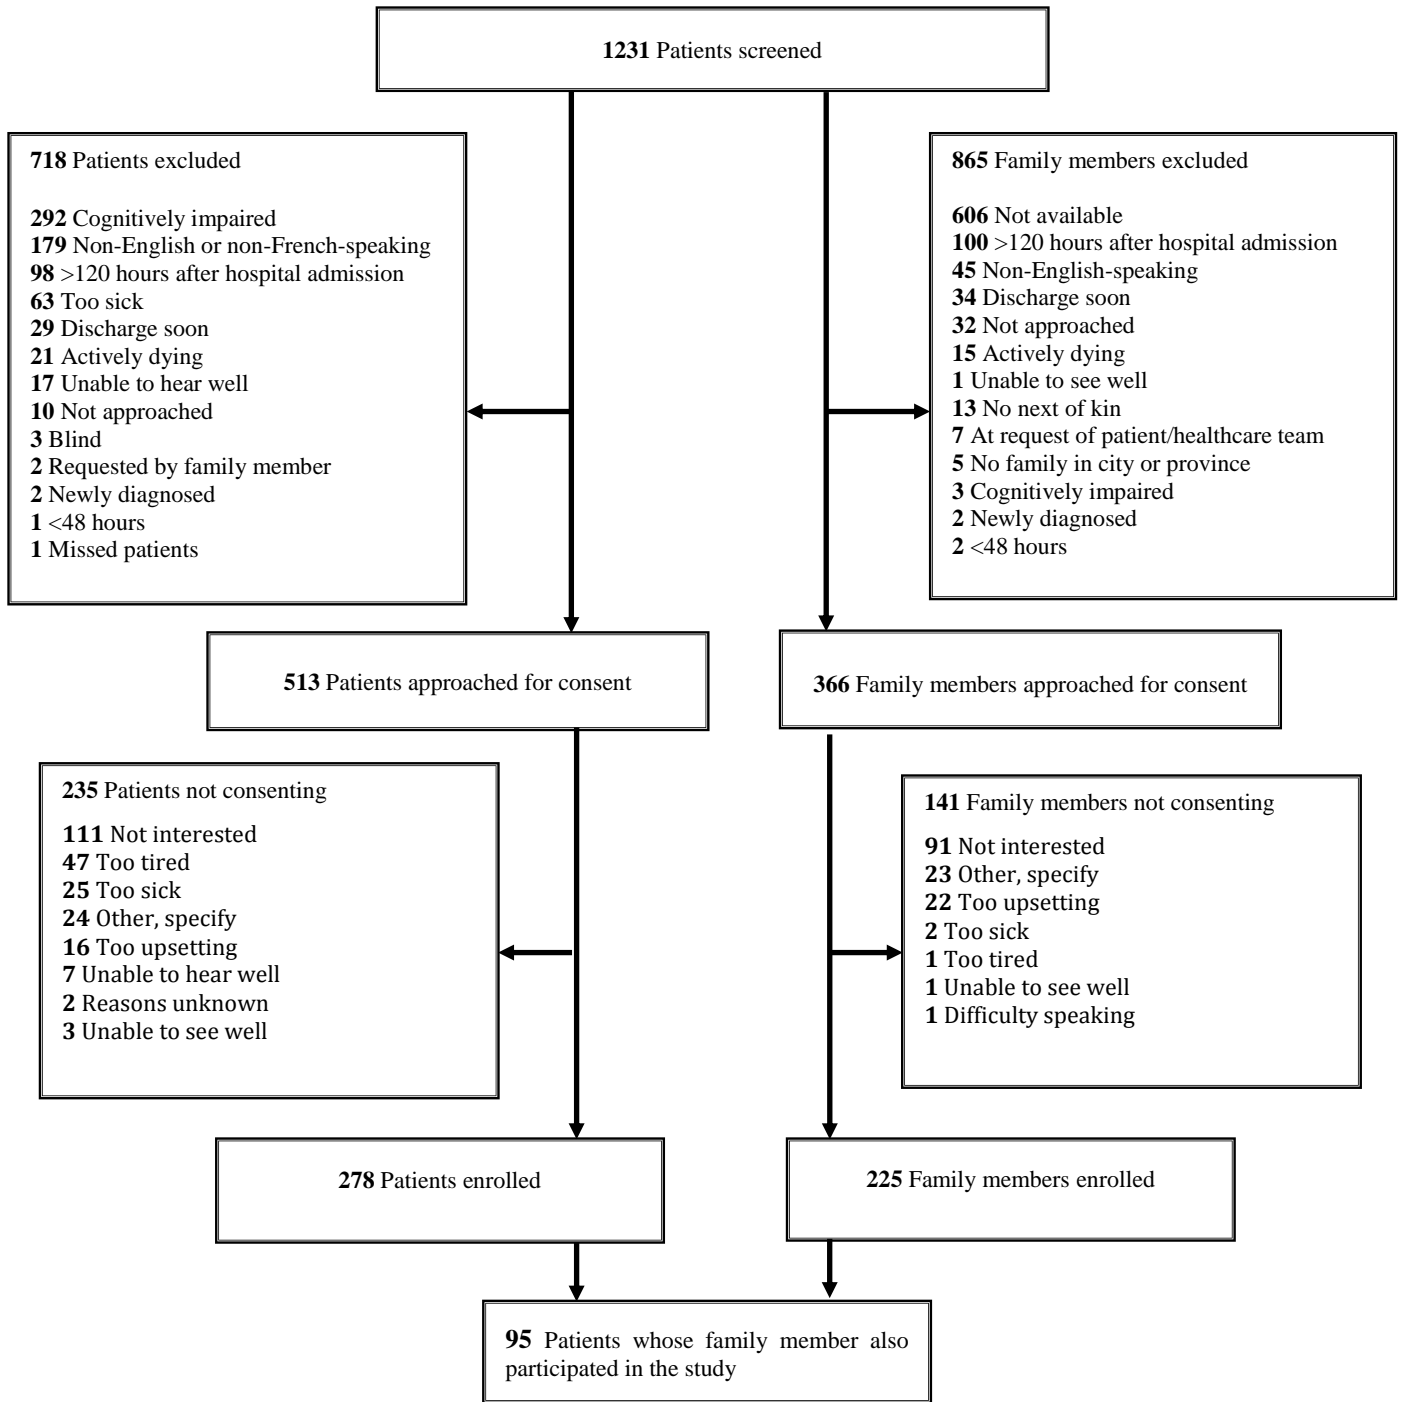 1231 Patients screened
718 Patients excluded
292 Cognitively impaired
179 Non-English or non-French-speaking
98 >120 hours after hospital admission
63 Too sick
29 Discharge soon
21 Actively dying
17 Unable to hear well
10 Not approached
3 Blind
2 Requested by family member
2 Newly diagnosed
1 <48 hours
1 Missed patients
865 Family members excluded
606 Not available
100 >120 hours after hospital admission
45 Non-English-speaking
34 Discharge soon
32 Not approached
15 Actively dying
1 Unable to see well
13 No next of kin
7 At request of patient/healthcare team
5 No family in city or province
3 Cognitively impaired
2 Newly diagnosed
2 <48 hours
513 Patients approached for consent
366 Family members approached for consent
235 Patients not consenting
111 Not interested
47 Too tired
25 Too sick
24 Other, specify
16 Too upsetting
7 Unable to hear well
2 Reasons unknown
3 Unable to see well
141 Family members not consenting
91 Not interested
23 Other, specify
22 Too upsetting
2 Too sick
1 Too tired
1 Unable to see well
1 Difficulty speaking
278 Patients enrolled
225 Family members enrolled
95 Patients whose family member also
participated in the study